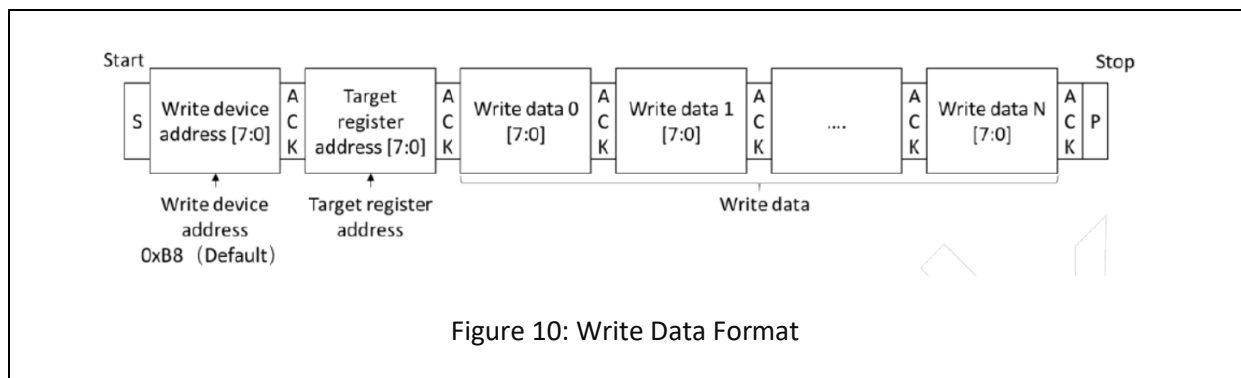 Start
Stop
S
Write device
address [7:0]
A
C
K
Target
register
address [7:0]
A
C
K
Write data 0
[7:0]
A
C
K
Write data 1
[7:0]
A
C
K
....
A
C
K
Write data N
[7:0]
A
C
K
P
Write device
address
0xB8 (Default)
Target register
address
Write data
Figure 10: Write Data Format